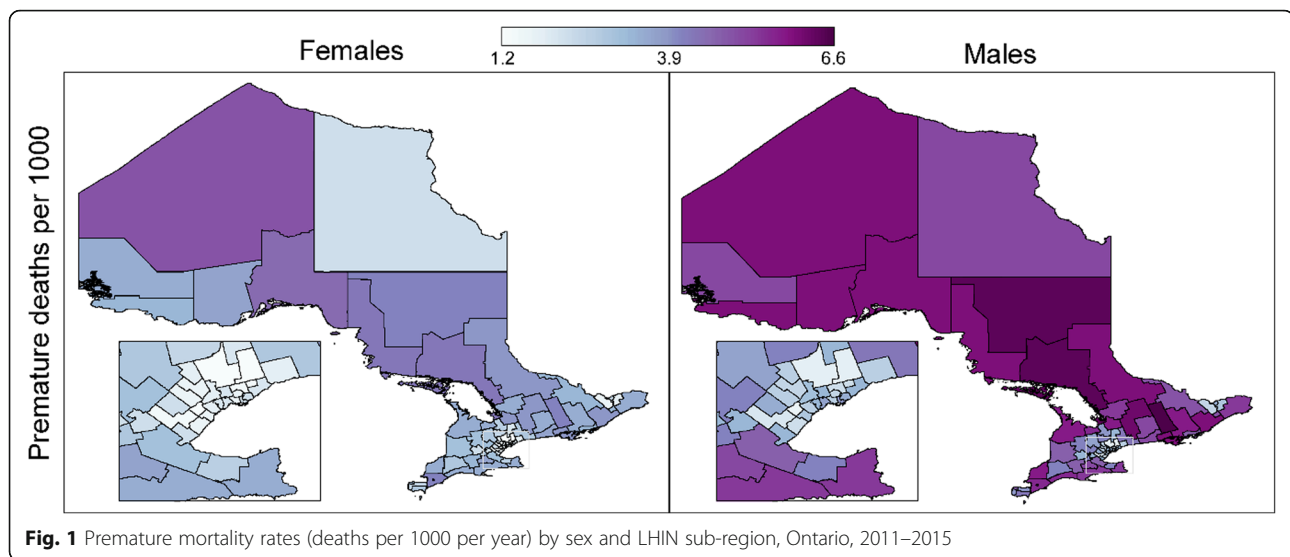 Females
Males
1.2 3.9 6.6
Premature deaths per 1000
Fig. 1 Premature mortality rates (deaths per 1000 per year) by sex and LHIN sub-region, Ontario, 2011–2015